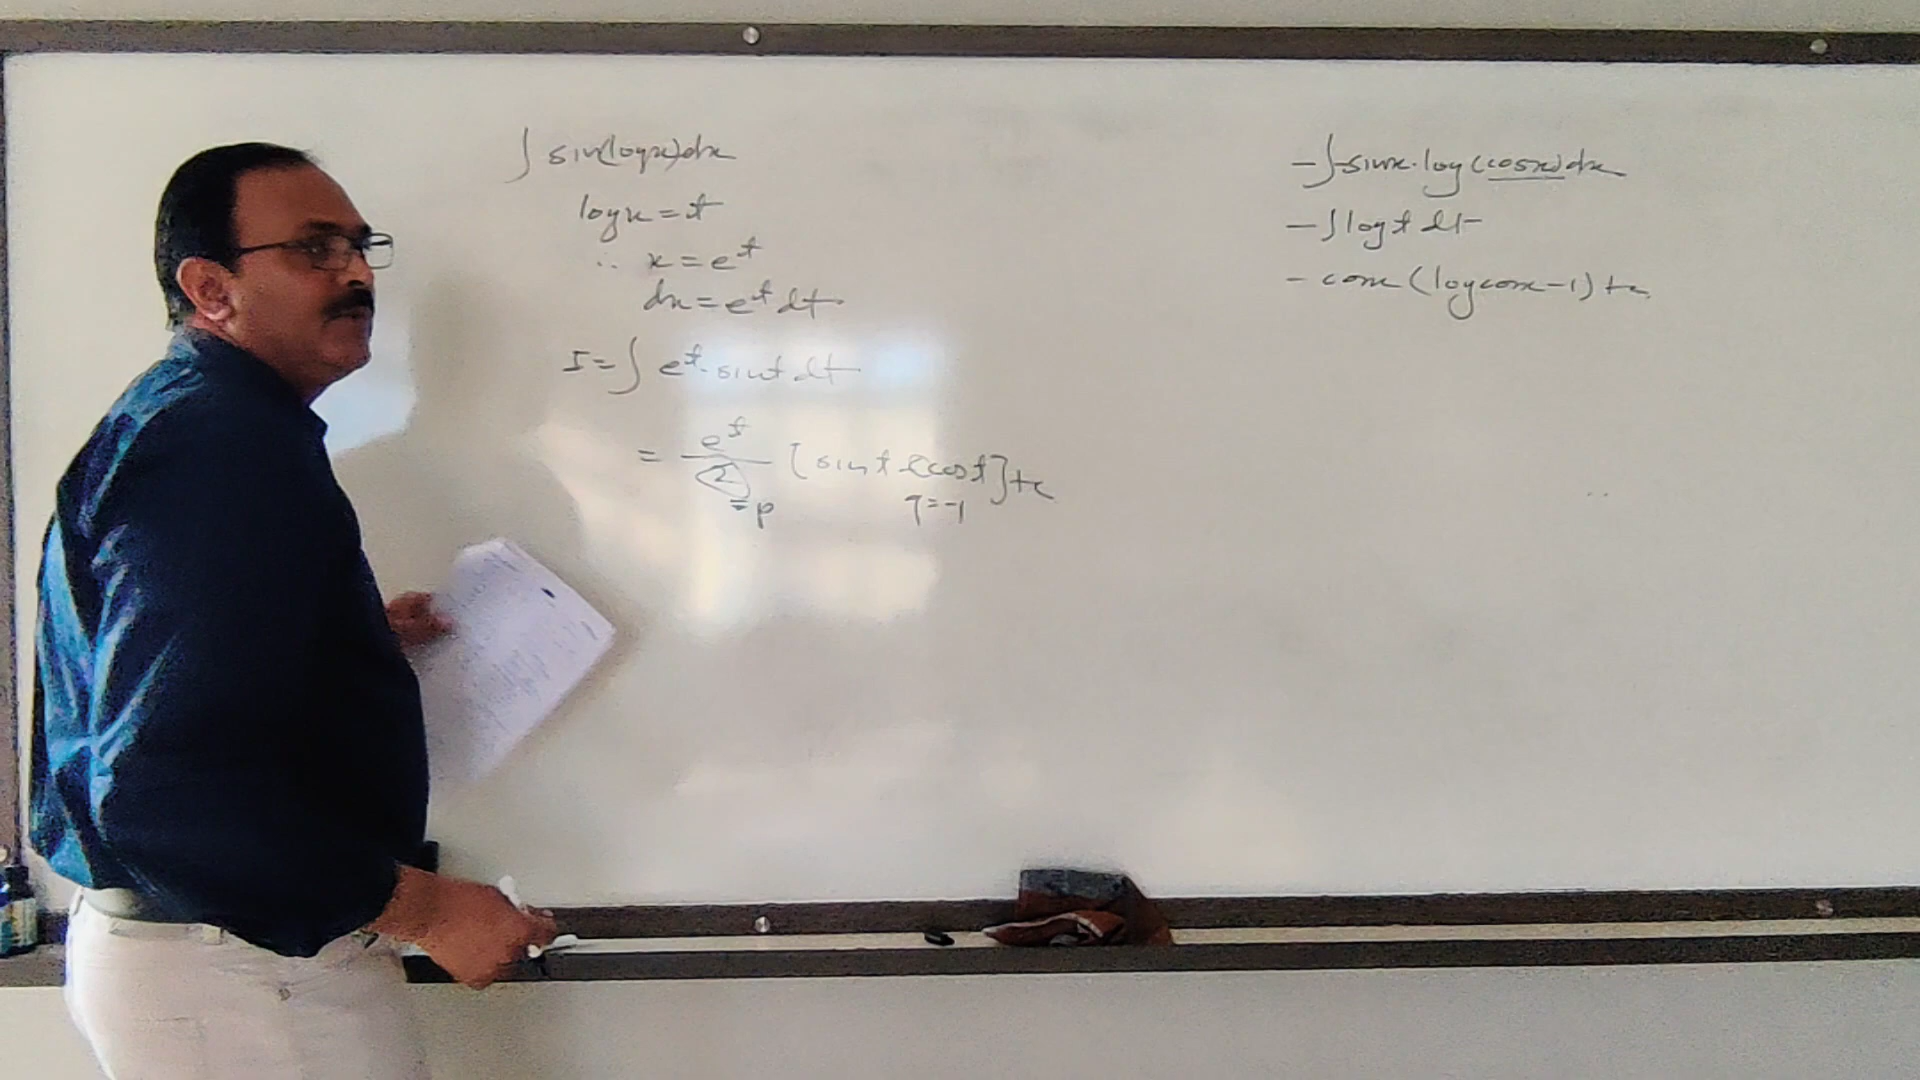 ∫ sin(logx)dx
logx = t
∴ x = e^t
dx = e^t dt
I = ∫ e^t · sint dt
= e^t/2 [sint - cost] + c
= p q = -1
- ∫ -sinx · log(cosx)dx
- ∫ logt dt
- cosx (logcosx - 1) + c